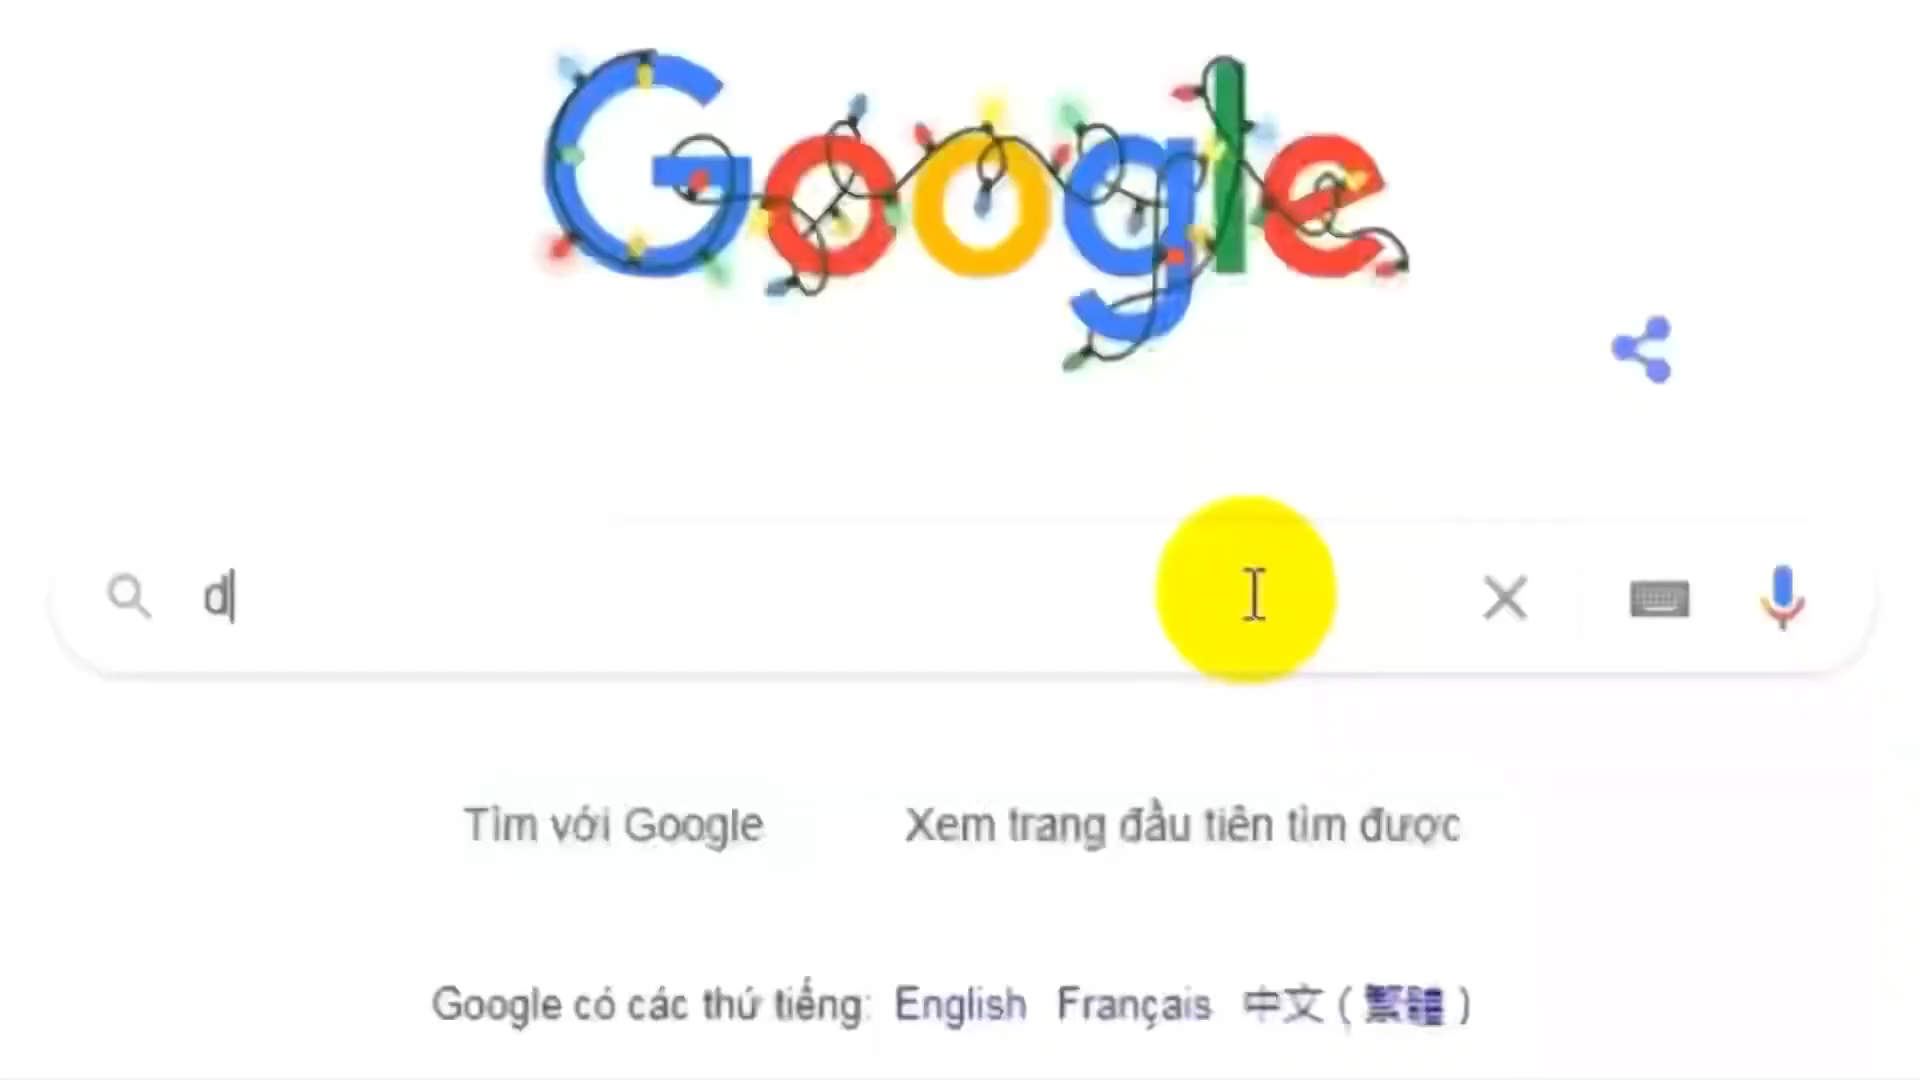 Google
d
Tìm với Google Xem trang đầu tiên tìm được
Google có các thứ tiếng: English Français 中文 (繁體)